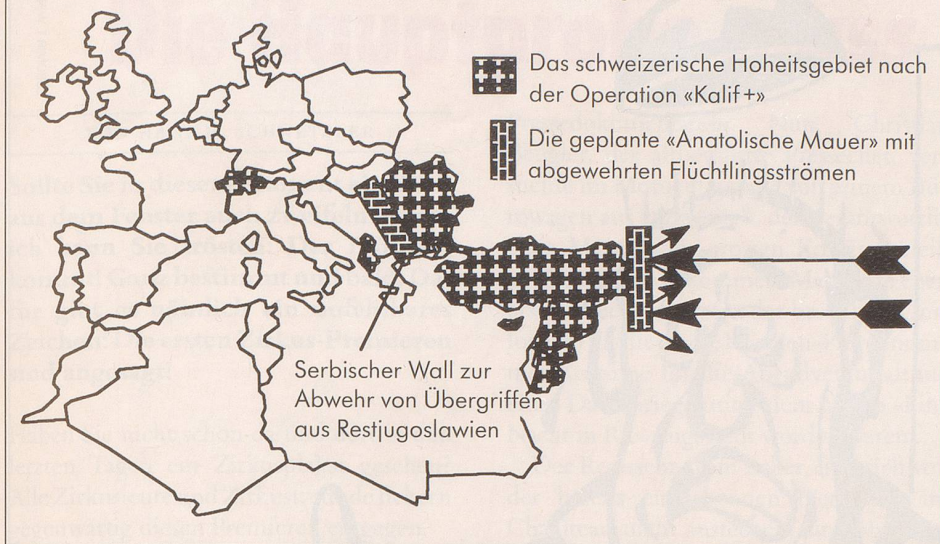 Das schweizerische Hoheitsgebiet nach
der Operation «Kalif+»
Die geplante «Anatolische Mauer» mit
abgewehrten Flüchtlingsströmen
Serbischer Wall zur
Abwehr von Übergriffen
aus Restjugoslawien